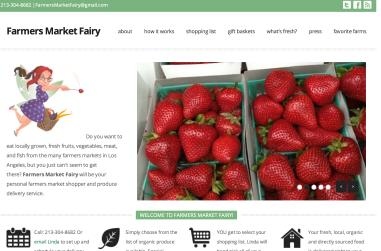 213-304-8682 | FarmersMarketFairy@gmail.com
Farmers Market Fairy
about how it works shopping list gift baskets what's fresh? press favorite farms
Do you want to
eat locally grown, fresh fruits, vegetables, meat,
and fish from the many farmers markets in Los
Angeles, but you just can't seem to get
there? Farmers Market Fairy will be your
personal farmers market shopper and produce
delivery service.
WELCOME TO FARMERS MARKET FAIRY!
Call: 213-304-8682 Or
email Linda to set up and
Simply choose from the
list of organic produce
YOU get to select your
shopping list, Linda will
Your fresh, local, organic
and directly sourced food